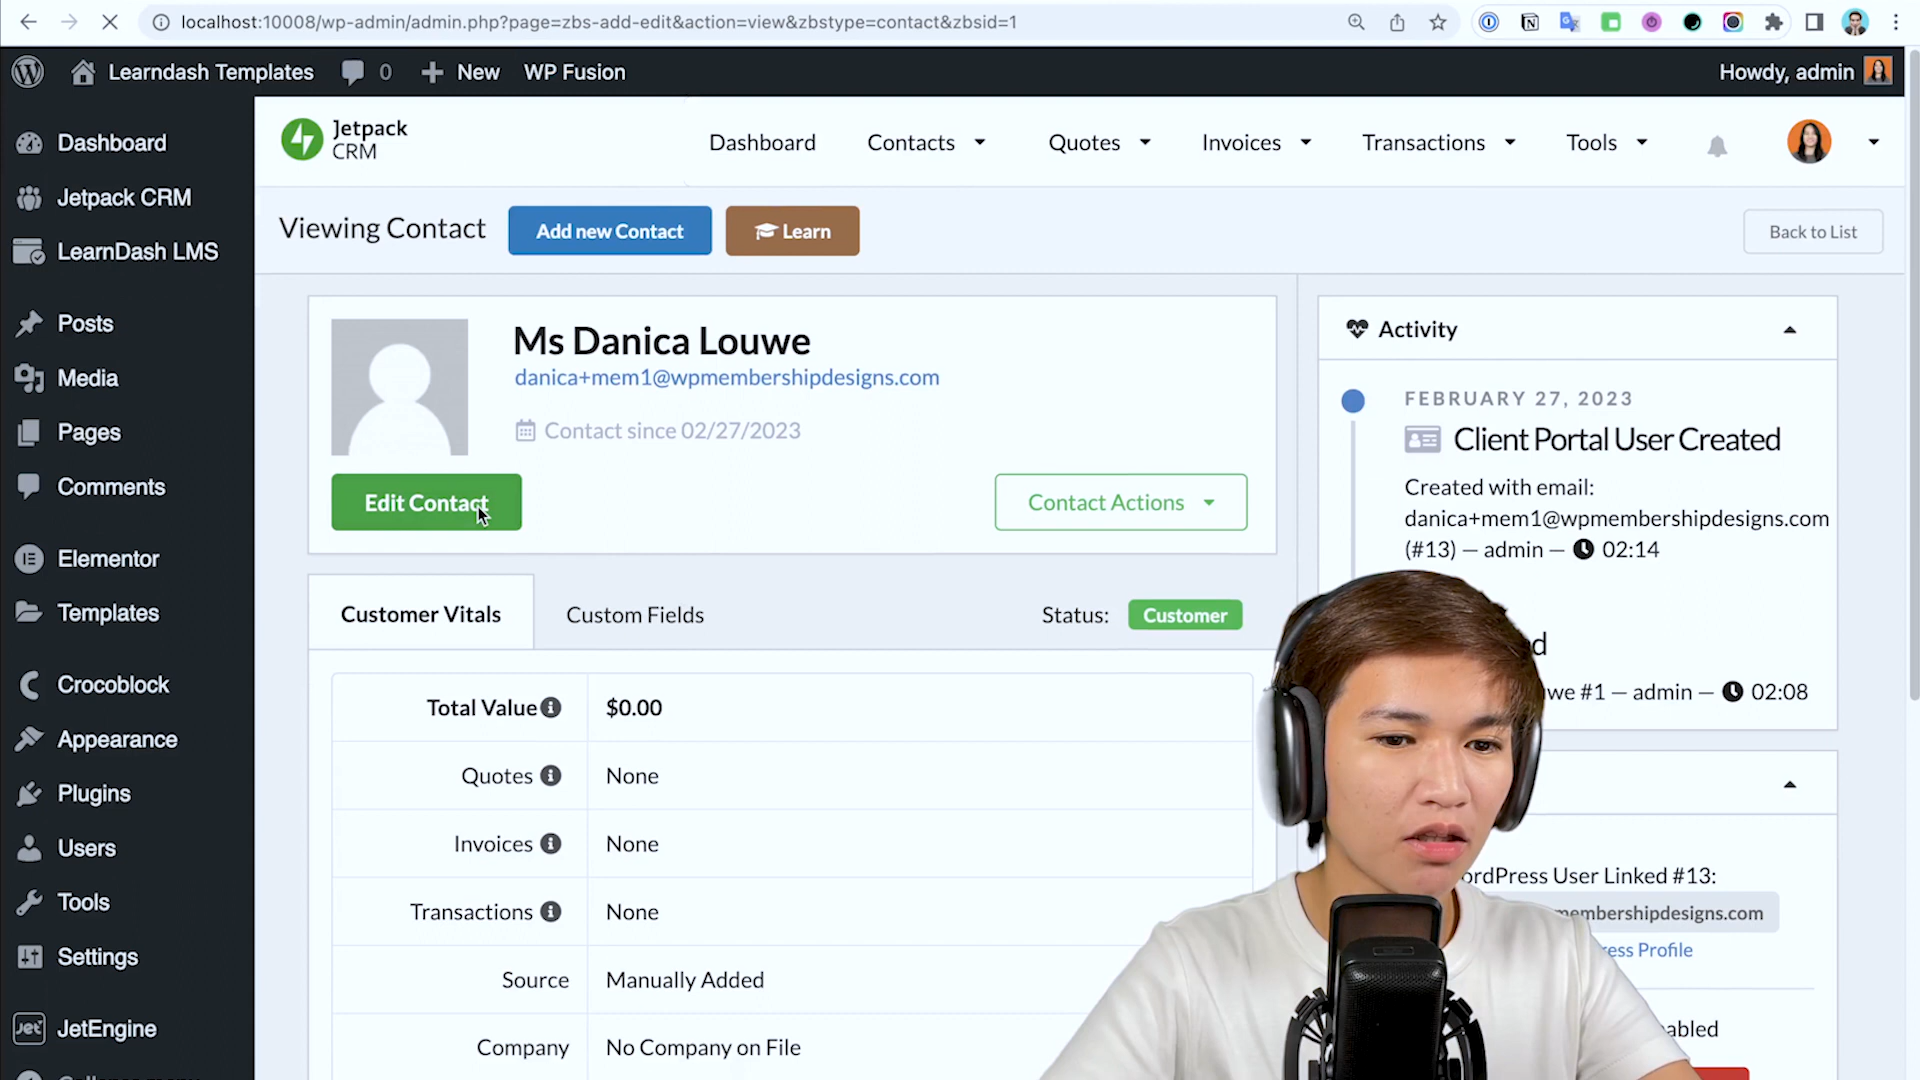 localhost:10008/wp-admin/admin.php?page=zbs-add-edit&action=view&zbstype=contact&zbsid=1
Learndash Templates
0
New
WP Fusion
Howdy, admin
Dashboard
Jetpack CRM
LearnDash LMS
Posts
Media
Pages
Comments
Elementor
Templates
Crocoblock
Appearance
Plugins
Users
Tools
Settings
Jet
JetEngine
Jetpack
CRM
Dashboard
Contacts
Quotes
Invoices
Transactions
Tools
Viewing Contact
Add new Contact
Learn
Back to List
Ms Danica Louwe
danica+mem1@wpmembershipdesigns.com
Contact since 02/27/2023
Edit Contact
Contact Actions
Customer Vitals
Custom Fields
Status:
Customer
Total Value
$0.00
Quotes
None
Invoices
None
Transactions
None
Source
Manually Added
Company
No Company on File
Activity
FEBRUARY 27, 2023
Client Portal User Created
Created with email:
danica+mem1@wpmembershipdesigns.com
(#13) — admin — 02:14
#1 — admin — 02:08
User Linked #13:
membershipdesigns.com
Profile